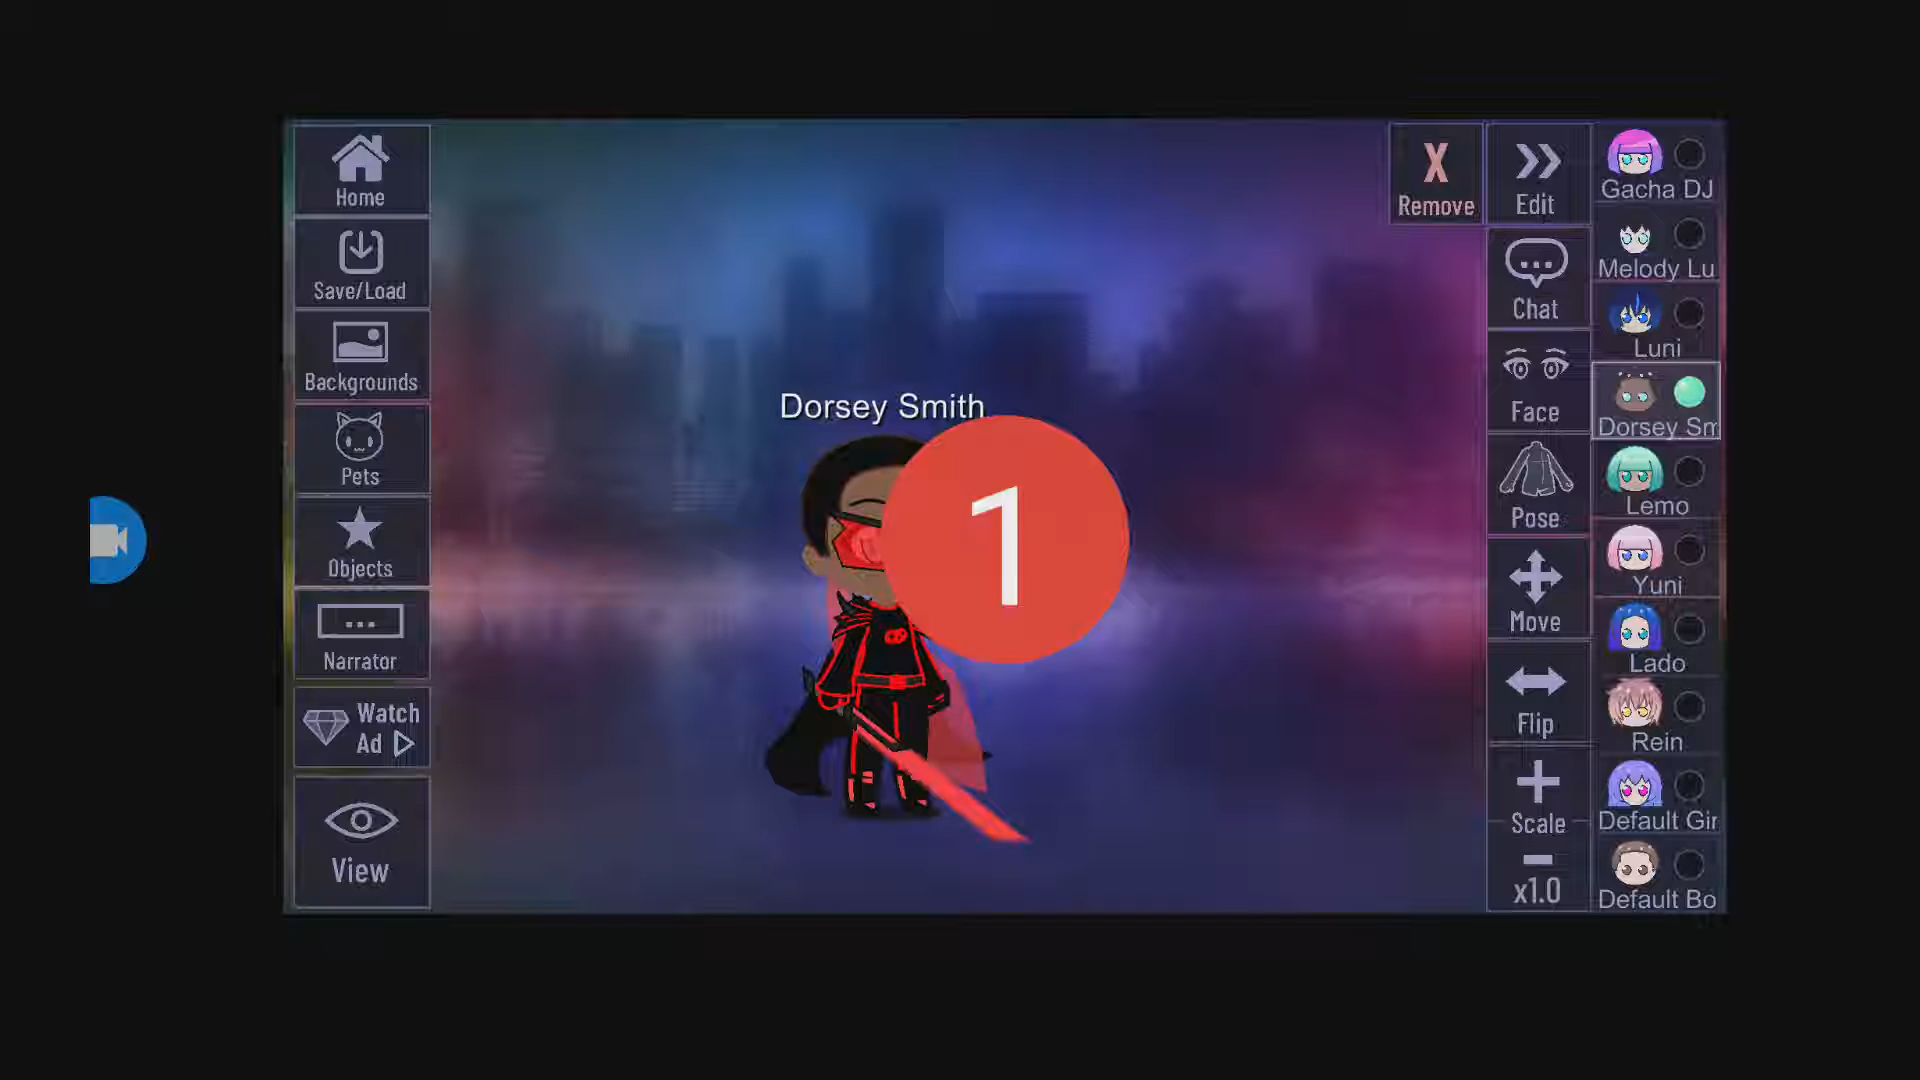 Home
Save/Load
Backgrounds
Pets
Objects
Narrator
Watch
Ad
View
Dorsey Smith
1
X
Remove
Edit
Chat
Face
Pose
Move
Flip
Scale
x1.0
Gacha DJ
Melody Lu
Luni
Dorsey Sm
Lemo
Yuni
Lado
Rein
Default Gir
Default Bo